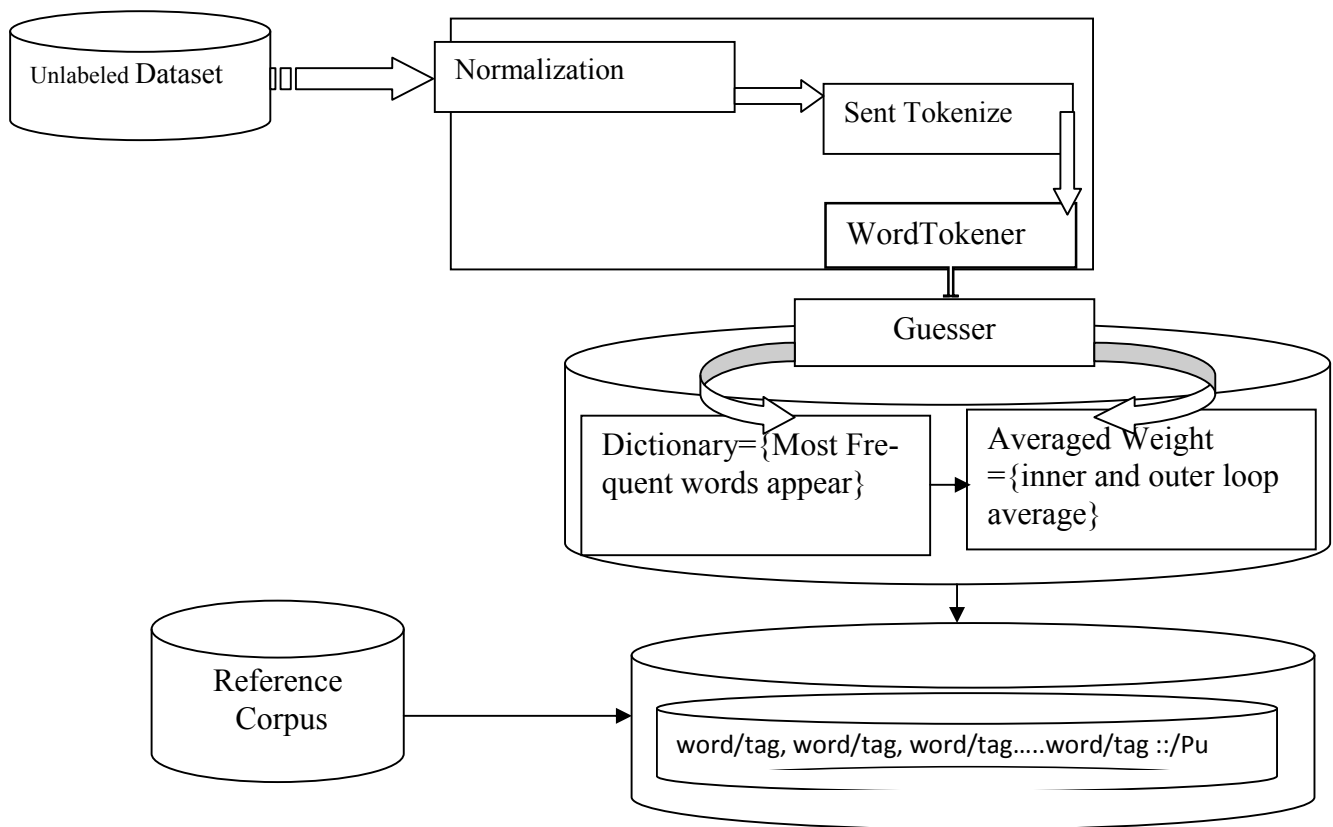 Unlabeled Dataset
Normalization
Sent Tokenize
WordTokener
Guesser
Dictionary={Most Fre-
quent words appear}
Averaged Weight
={inner and outer loop
average}
Reference
Corpus
word/tag, word/tag, word/tag.....word/tag ::/Pu